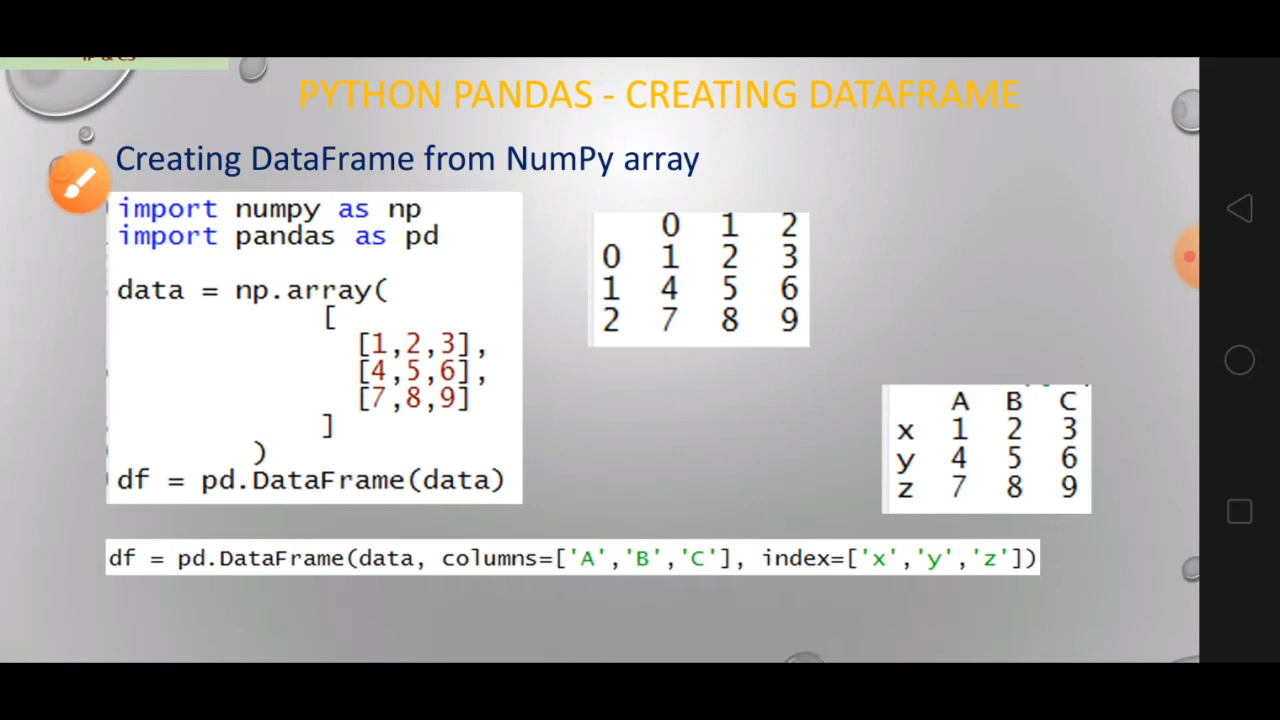 IP & CS
PYTHON PANDAS - CREATING DATAFRAME
Creating DataFrame from NumPy array
import numpy as np
import pandas as pd
data = np.array(
[
[1,2,3],
[4,5,6],
[7,8,9]
]
)
df = pd.DataFrame(data)
0 1 2
0 1 2 3
1 4 5 6
2 7 8 9
A B C
x 1 2 3
y 4 5 6
z 7 8 9
df = pd.DataFrame(data, columns=['A','B','C'], index=['x','y','z'])